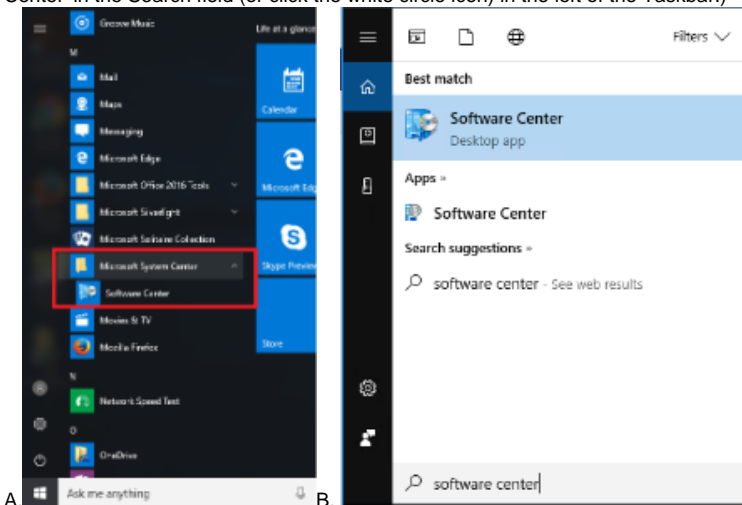 Center' in the Search field (or click the white circle icon) in the left of the Taskbar.)
Groove Music
Life at a glance
M
Mail
Maps
Calendar
Messaging
Microsoft Edge
Microsoft Office 2016 Tools
Microsoft Edg
Microsoft Silverlight
Microsoft Solitaire Collection
Microsoft System Center
Skype Preview
Software Center
Movies & TV
Mozilla Firefox
Store
N
Network Speed Test
O
OneDrive
Ask me anything
A
Filters
Best match
Software Center
Desktop app
Apps »
Software Center
Search suggestions »
software center - See web results
software center
B.